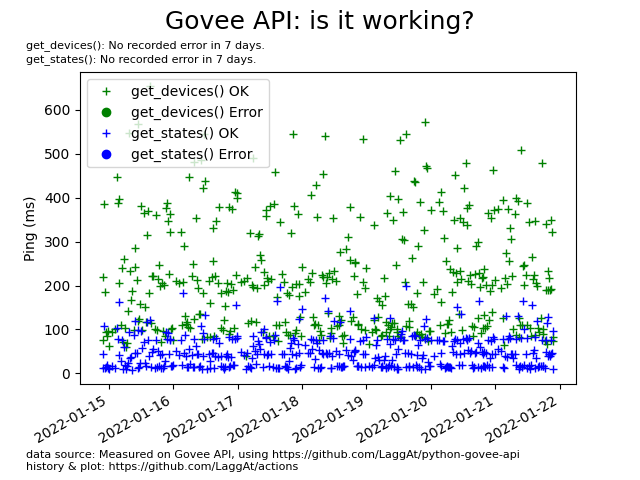 Govee API: is it working?
get_devices(): No recorded error in 7 days.
get_states(): No recorded error in 7 days.
get_devices() OK
get_devices() Error
get_states() OK
get_states() Error
Ping (ms)
600
500
400
300
200
100
0
2022-01-15
2022-01-16
2022-01-17
2022-01-18
2022-01-19
2022-01-20
2022-01-21
2022-01-22
data source: Measured on Govee API, using https://github.com/LaggAt/python-govee-api
history & plot: https://github.com/LaggAt/actions